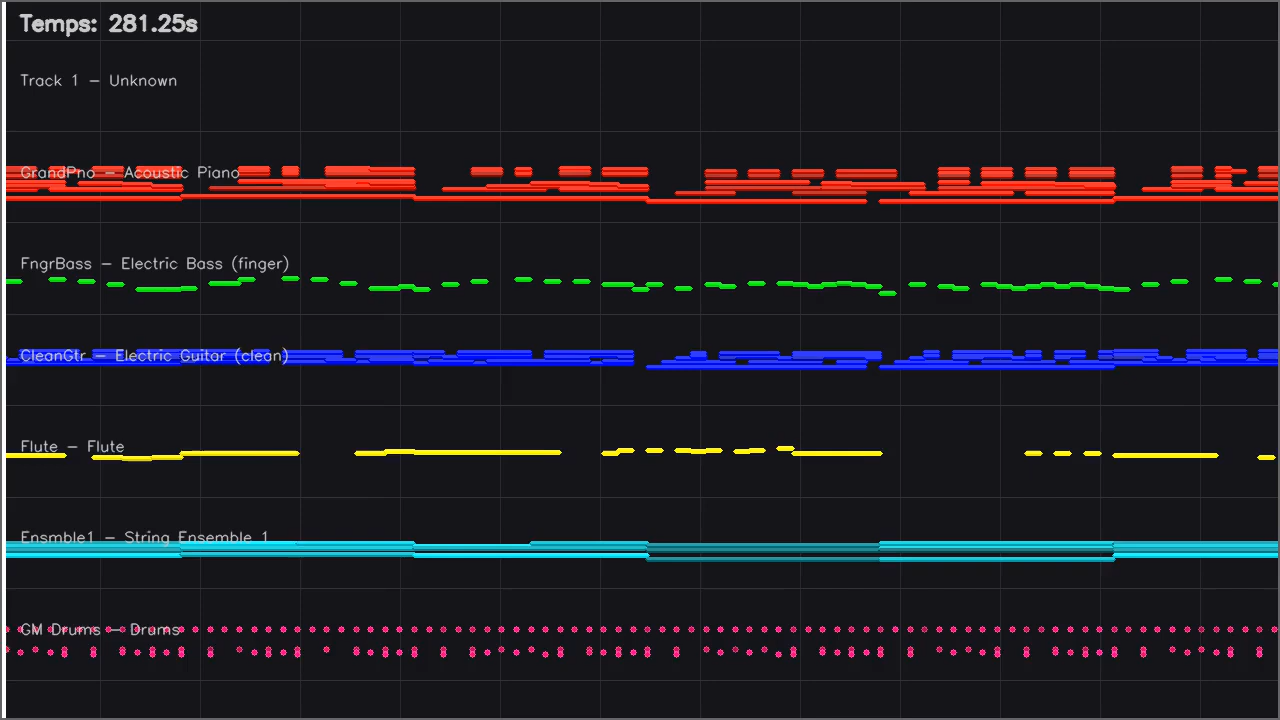 Temps: 281.25s
Track 1 – Unknown
GrandPno – Acoustic Piano
FngrBass – Electric Bass (finger)
CleanGtr – Electric Guitar (clean)
Flute – Flute
Ensmble1 – String Ensemble 1
GM Drums – Drums